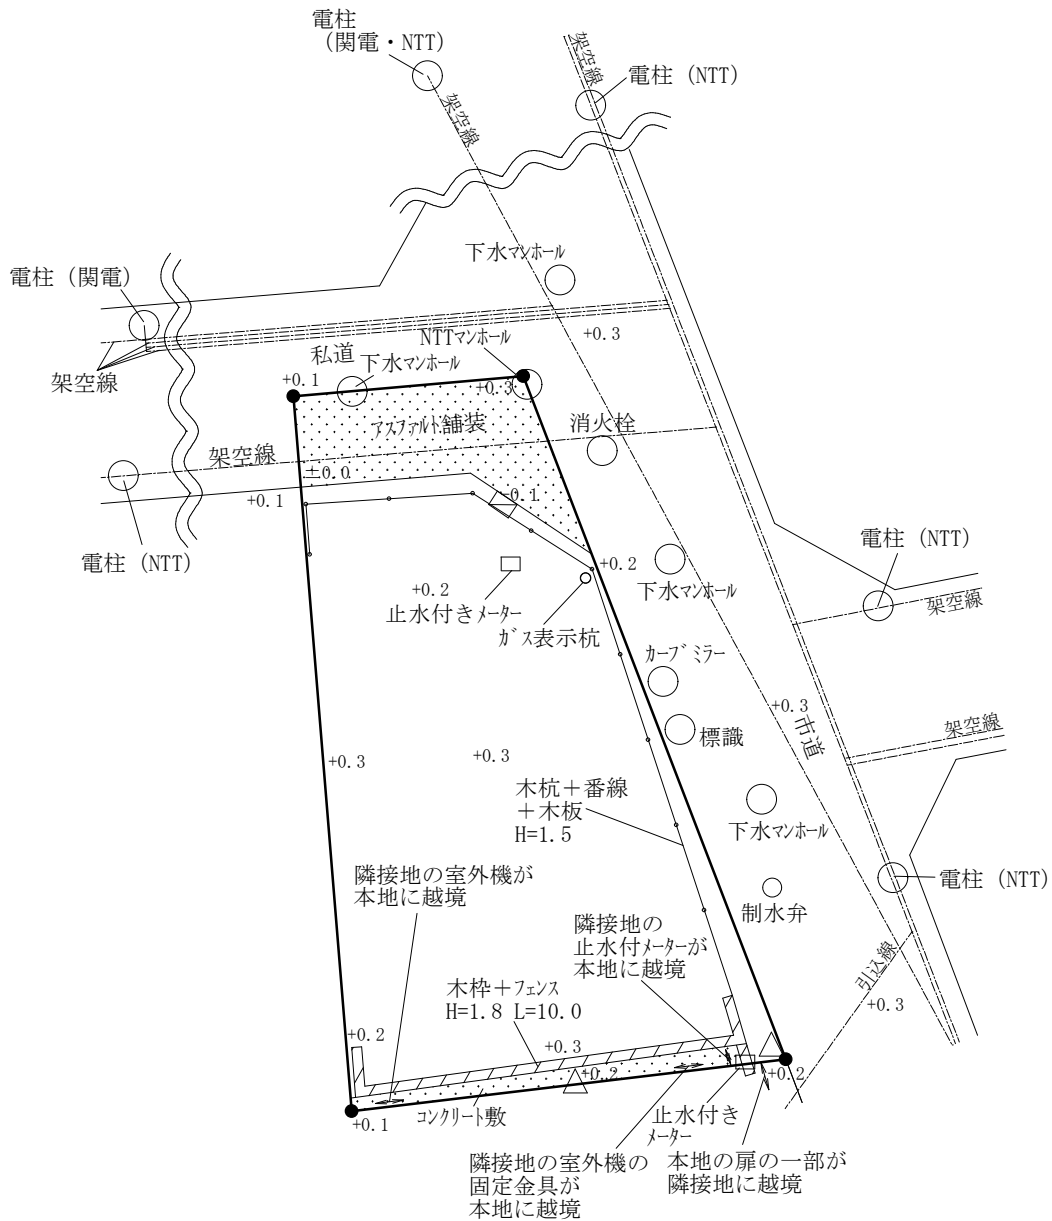 電柱
（関電・NTT）
架空線
電柱（NTT）
架空線
下水マンホール
電柱（関電）
+0.3
NTTマンホール
架空線
私道
下水マンホール
+0.1
+0.3
アスファルト舗装
消火栓
架空線
±0.0
+0.1
+0.1
電柱（NTT）
電柱（NTT）
+0.2
+0.2
下水マンホール
架空線
止水付きメーター
ガス表示杭
カーブミラー
+0.3
標識
市道
架空線
+0.3
+0.3
木杭＋番線
＋木板
H=1.5
下水マンホール
隣接地の室外機が
本地に越境
電柱（NTT）
制水弁
隣接地の
止水付メーターが
本地に越境
引込線
木枠＋フェンス
H=1.8 L=10.0
+0.3
+0.2
+0.3
+0.2
+0.2
+0.1
コンクリート敷
止水付き
メーター
隣接地の室外機の
固定金具が
本地に越境
本地の扉の一部が
隣接地に越境